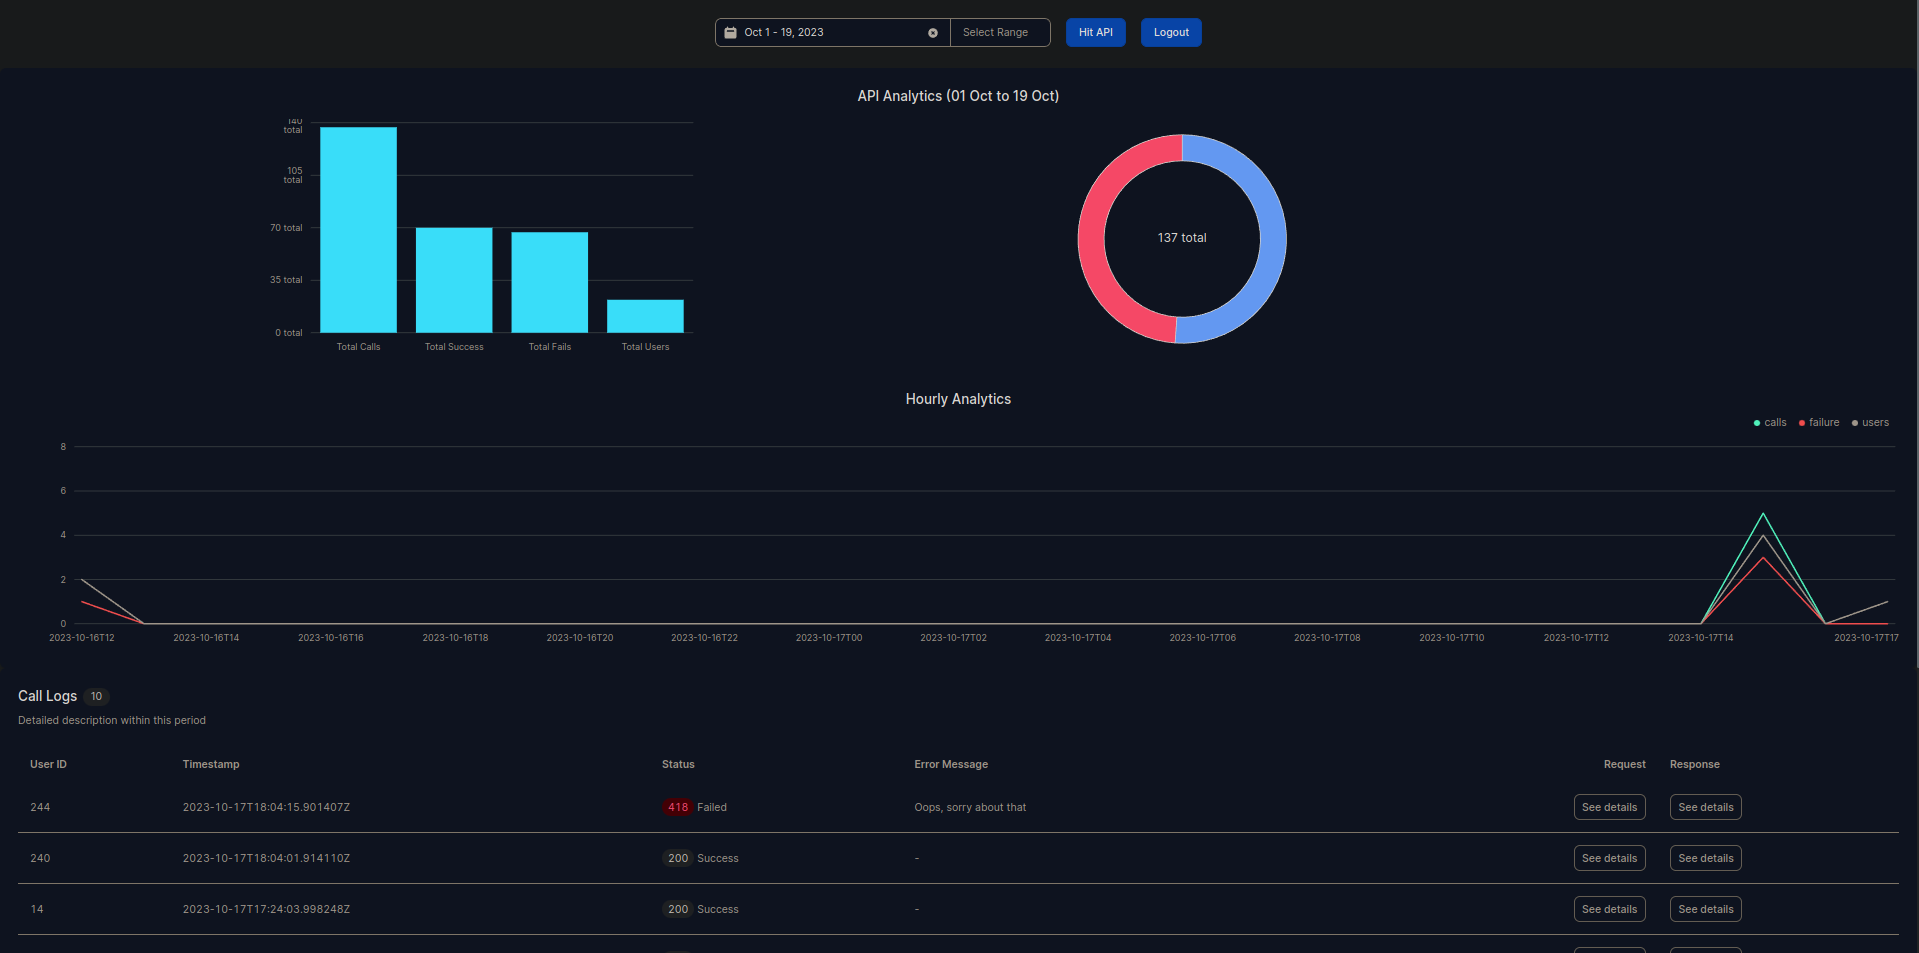 Oct 1 - 19, 2023
Select Range
Hit API
Logout
API Analytics (01 Oct to 19 Oct)
140
total
105
total
70 total
35 total
0 total
Total Calls
Total Success
Total Fails
Total Users
137 total
Hourly Analytics
calls
failure
users
8
6
4
2
0
2023-10-16T12
2023-10-16T14
2023-10-16T16
2023-10-16T18
2023-10-16T20
2023-10-16T22
2023-10-17T00
2023-10-17T02
2023-10-17T04
2023-10-17T06
2023-10-17T08
2023-10-17T10
2023-10-17T12
2023-10-17T14
2023-10-17T17
Call Logs 10
Detailed description within this period
User ID Timestamp Status Error Message Request Response
244 2023-10-17T18:04:15.901407Z 418 Failed Oops, sorry about that See details See details
240 2023-10-17T18:04:01.914110Z 200 Success - See details See details
14 2023-10-17T17:24:03.998248Z 200 Success - See details See details